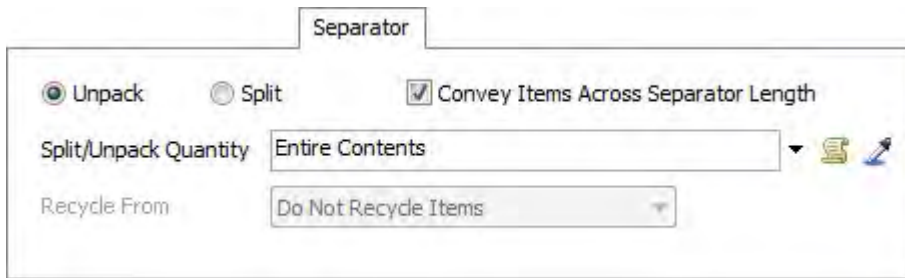 Separator
Unpack Split Convey Items Across Separator Length
Split/Unpack Quantity Entire Contents
Recycle From Do Not Recycle Items